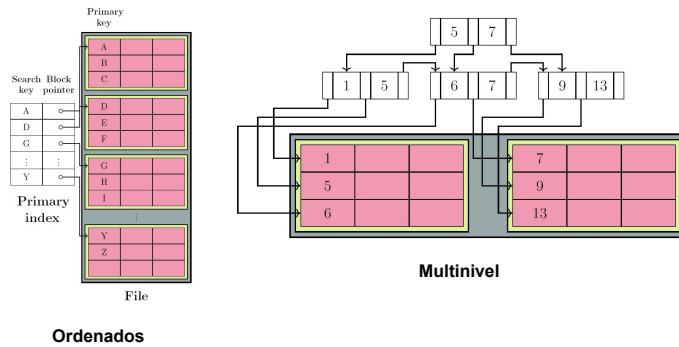 Primary
key
Search Block
key pointer
A
D
G
⋮
Y
Primary
index
A
B
C
D
E
F
G
H
I
⋮
Y
Z
File
Ordenados
5 7
1 5 6 7 9 13
1
5
6
7
9
13
Multinivel